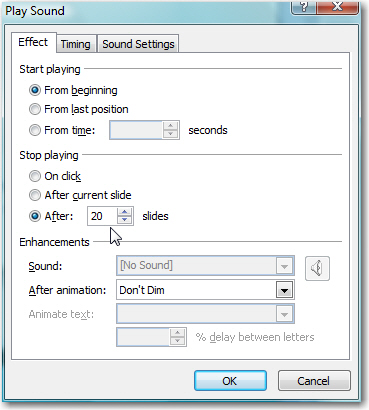 Play Sound
Effect Timing Sound Settings
Start playing
From beginning
From last position
From time: seconds
Stop playing
On click
After current slide
After: 20 slides
Enhancements
Sound: [No Sound]
After animation: Don't Dim
Animate text:
% delay between letters
OK Cancel